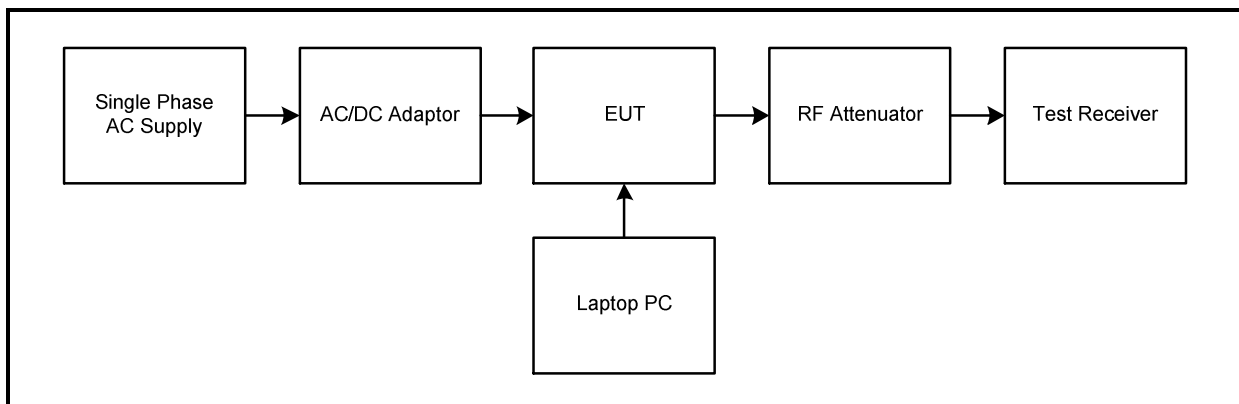 Single Phase
AC Supply
AC/DC Adaptor
EUT
RF Attenuator
Test Receiver
Laptop PC